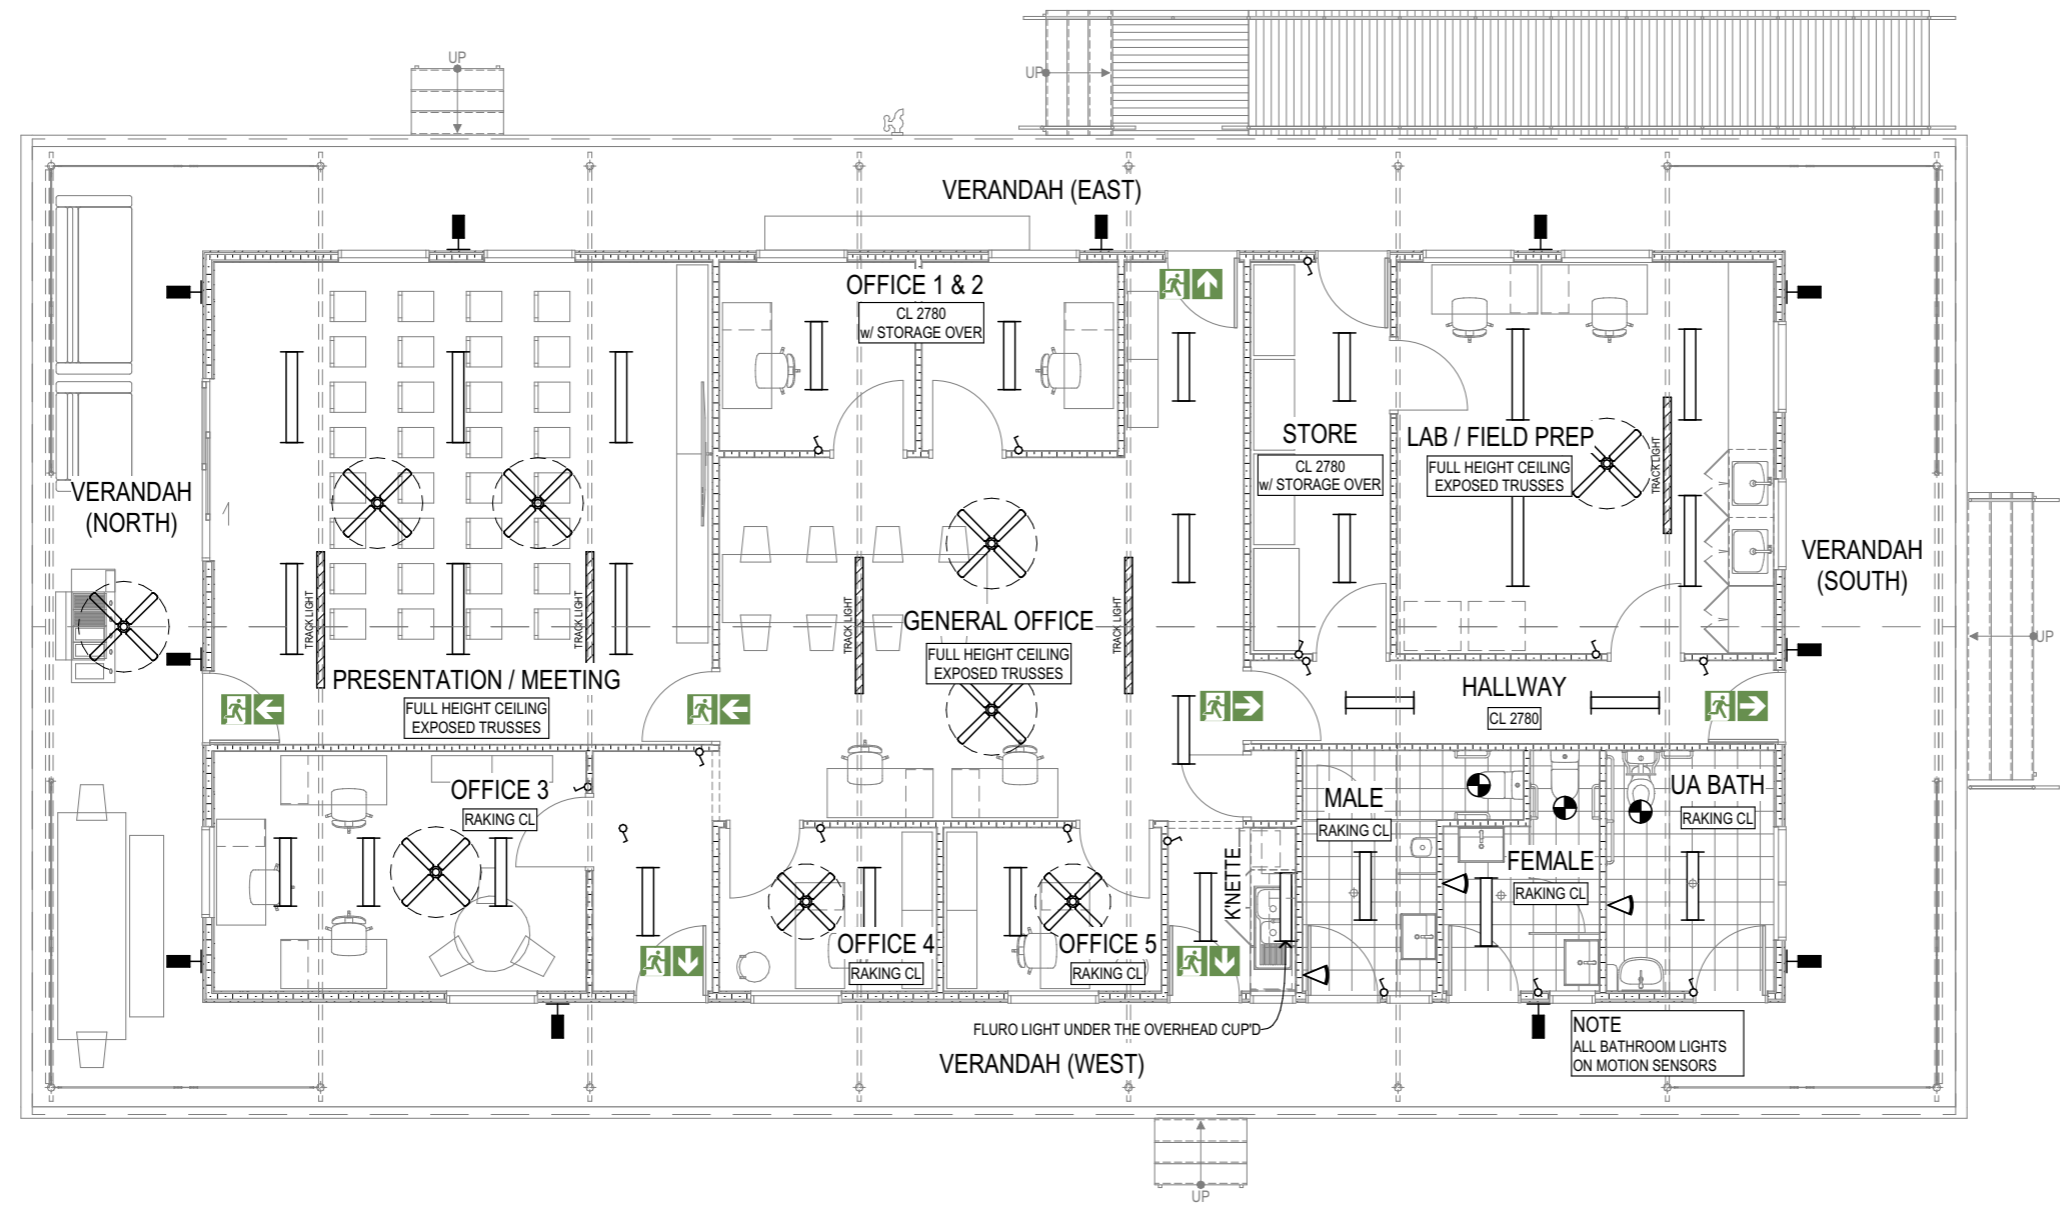 UP
UP
VERANDAH (EAST)
OFFICE 1 & 2
CL 2780
w/ STORAGE OVER
STORE
CL 2780
w/ STORAGE OVER
LAB / FIELD PREP
FULL HEIGHT CEILING
EXPOSED TRUSSES
TRACK LIGHT
VERANDAH
(NORTH)
VERANDAH
(SOUTH)
UP
TRACK LIGHT
TRACK LIGHT
TRACK LIGHT
TRACK LIGHT
GENERAL OFFICE
FULL HEIGHT CEILING
EXPOSED TRUSSES
PRESENTATION / MEETING
FULL HEIGHT CEILING
EXPOSED TRUSSES
HALLWAY
CL 2780
OFFICE 3
RAKING CL
MALE
RAKING CL
UA BATH
RAKING CL
FEMALE
RAKING CL
K'NETTE
OFFICE 4
RAKING CL
OFFICE 5
RAKING CL
FLURO LIGHT UNDER THE OVERHEAD CUP'D
VERANDAH (WEST)
NOTE
ALL BATHROOM LIGHTS
ON MOTION SENSORS
UP